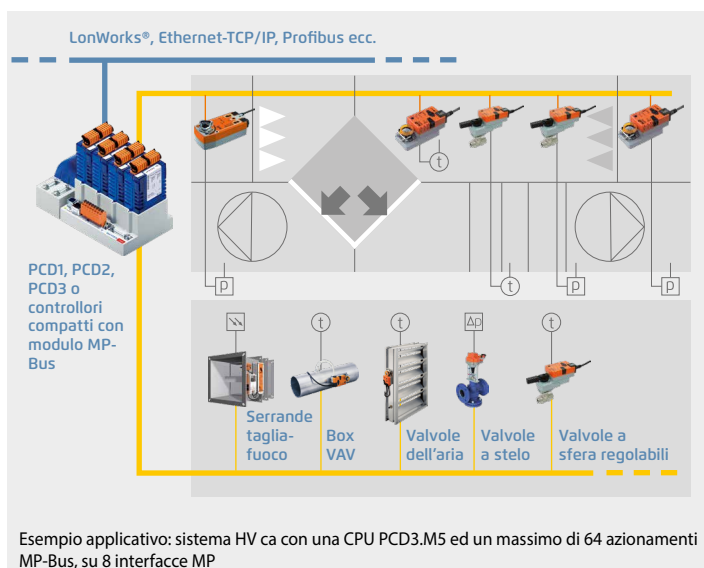 LonWorks®, Ethernet-TCP/IP, Profibus ecc.
t
p
t
p
p
PCD1, PCD2,
PCD3 o
controllori
compatti con
modulo MP-
Bus
t
t
Δp
t
Serrande
taglia-
fuoco
Box
VAV
Valvole
dell'aria
Valvole
a stelo
Valvole a
sfera regolabili
Esempio applicativo: sistema HV ca con una CPU PCD3.M5 ed un massimo di 64 azionamenti
MP-Bus, su 8 interfacce MP